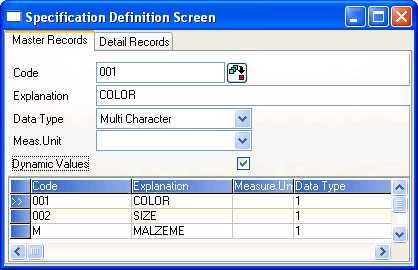 Specification Definition Screen
Master Records Detail Records
Code 001
Explanation COLOR
Data Type Multi Character
Meas.Unit
Dynamic Values
Code Explanation Measure.Un Data Type
001 COLOR 1
002 SIZE 1
M MALZEME 1